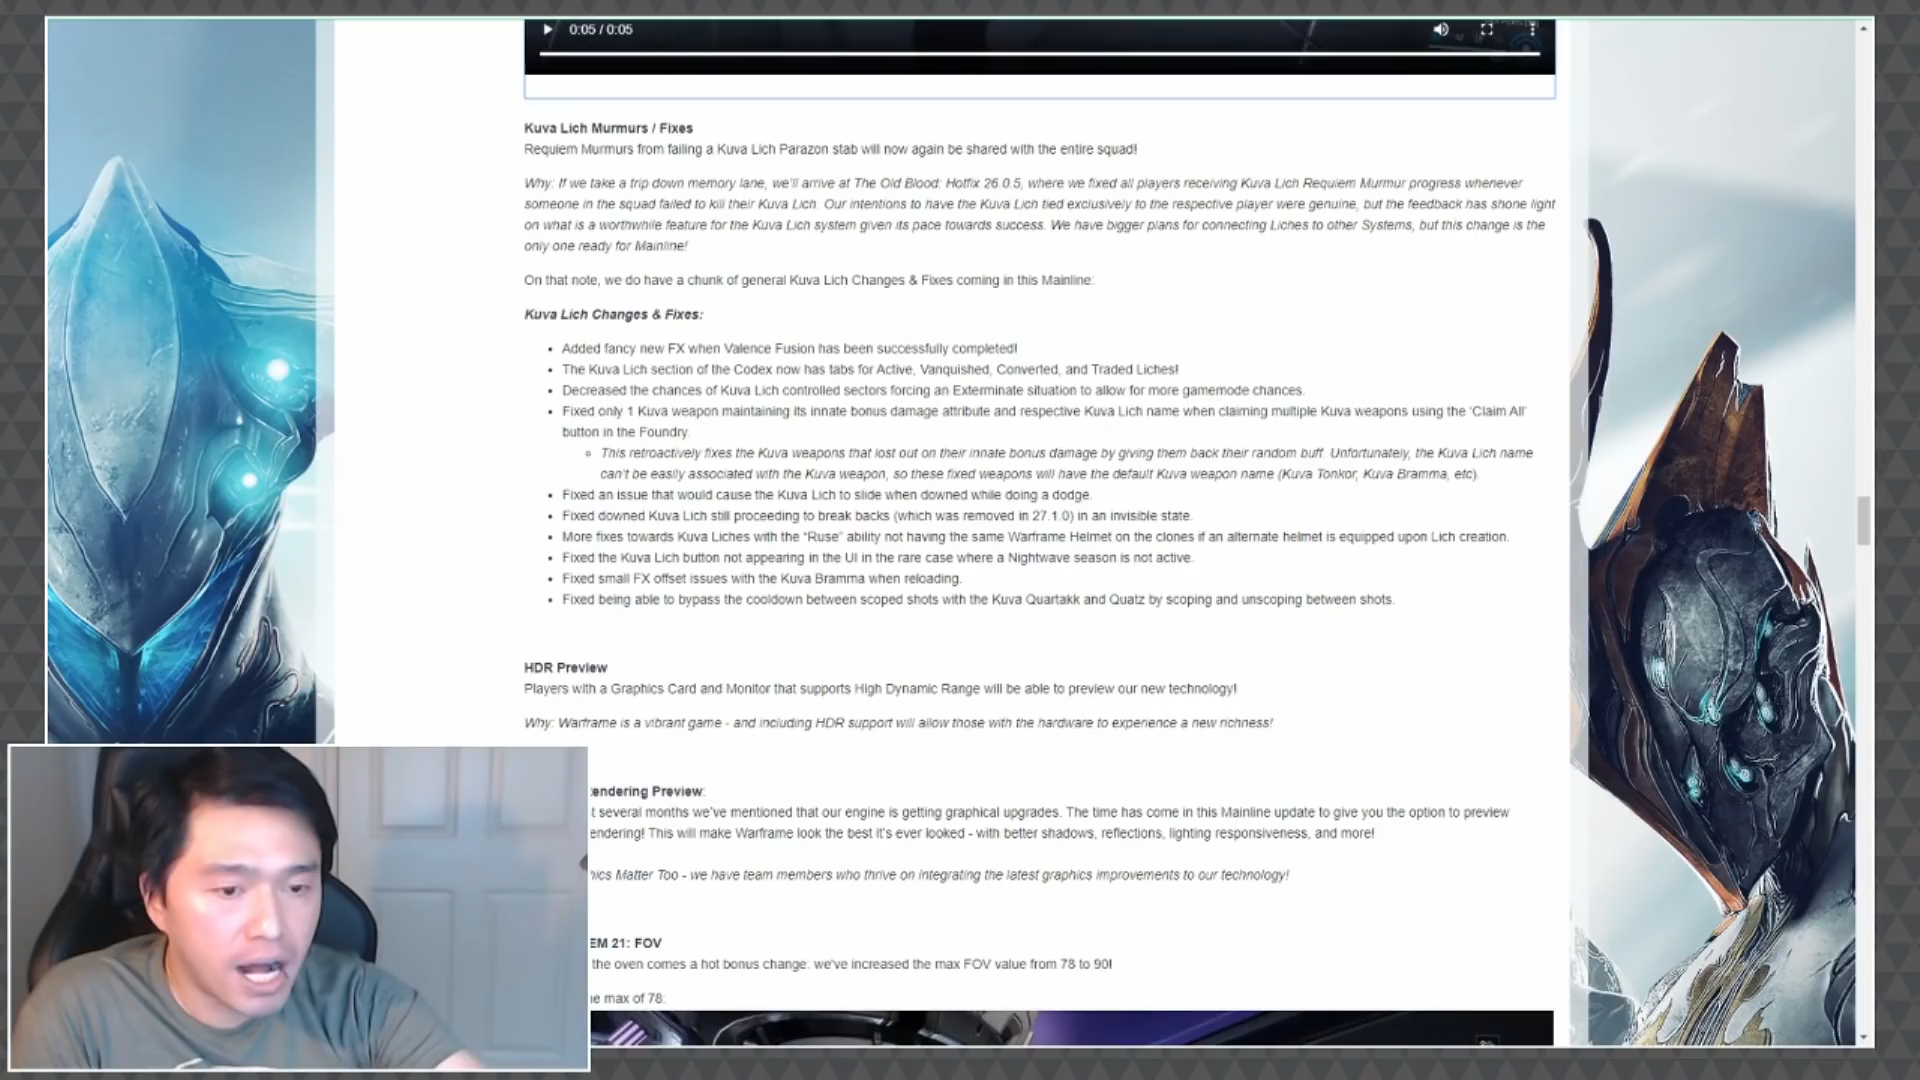 0:05 / 0:05
Kuva Lich Murmurs / Fixes
Requiem Murmurs from failing a Kuva Lich Parazon stab will now again be shared with the entire squad!
Why: If we take a trip down memory lane, we'll arrive at The Old Blood: Hotfix 26.0.5, where we fixed all players receiving Kuva Lich Requiem Murmur progress whenever
someone in the squad failed to kill their Kuva Lich. Our intentions to have the Kuva Lich tied exclusively to the respective player were genuine, but the feedback has shone light
on what is a worthwhile feature for the Kuva Lich system given its pace towards success. We have bigger plans for connecting Liches to other Systems, but this change is the
only one ready for Mainline!
On that note, we do have a chunk of general Kuva Lich Changes & Fixes coming in this Mainline:
Kuva Lich Changes & Fixes:
• Added fancy new FX when Valence Fusion has been successfully completed!
• The Kuva Lich section of the Codex now has tabs for Active, Vanquished, Converted, and Traded Liches!
• Decreased the chances of Kuva Lich controlled sectors forcing an Exterminate situation to allow for more gamemode chances.
• Fixed only 1 Kuva weapon maintaining its innate bonus damage attribute and respective Kuva Lich name when claiming multiple Kuva weapons using the 'Claim All'
button in the Foundry.
◦ This retroactively fixes the Kuva weapons that lost out on their innate bonus damage by giving them back their random buff. Unfortunately, the Kuva Lich name
can't be easily associated with the Kuva weapon, so these fixed weapons will have the default Kuva weapon name (Kuva Tonkor, Kuva Bramma, etc).
• Fixed an issue that would cause the Kuva Lich to slide when downed while doing a dodge.
• Fixed downed Kuva Lich still proceeding to break backs (which was removed in 27.1.0) in an invisible state.
• More fixes towards Kuva Liches with the "Ruse" ability not having the same Warframe Helmet on the clones if an alternate helmet is equipped upon Lich creation.
• Fixed the Kuva Lich button not appearing in the UI in the rare case where a Nightwave season is not active.
• Fixed small FX offset issues with the Kuva Bramma when reloading.
• Fixed being able to bypass the cooldown between scoped shots with the Kuva Quartakk and Quatz by scoping and unscoping between shots.
HDR Preview
Players with a Graphics Card and Monitor that supports High Dynamic Range will be able to preview our new technology!
Why: Warframe is a vibrant game - and including HDR support will allow those with the hardware to experience a new richness!
endering Preview:
t several months we've mentioned that our engine is getting graphical upgrades. The time has come in this Mainline update to give you the option to preview
endering! This will make Warframe look the best it's ever looked - with better shadows, reflections, lighting responsiveness, and more!
ics Matter Too - we have team members who thrive on integrating the latest graphics improvements to our technology!
EM 21: FOV
the oven comes a hot bonus change: we've increased the max FOV value from 78 to 90!
e max of 78: